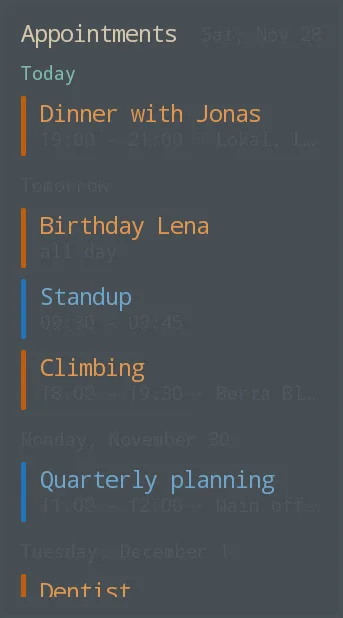 Appointments Sat, Nov 28
Today
Dinner with Jonas
19:00 – 21:00 · Lokal, L…
Tomorrow
Birthday Lena
all day
Standup
09:30 – 09:45
Climbing
18:00 – 19:30 · Berta Bl…
Monday, November 30
Quarterly planning
11:00 – 12:00 · Main off…
Tuesday, December 1
Dentist